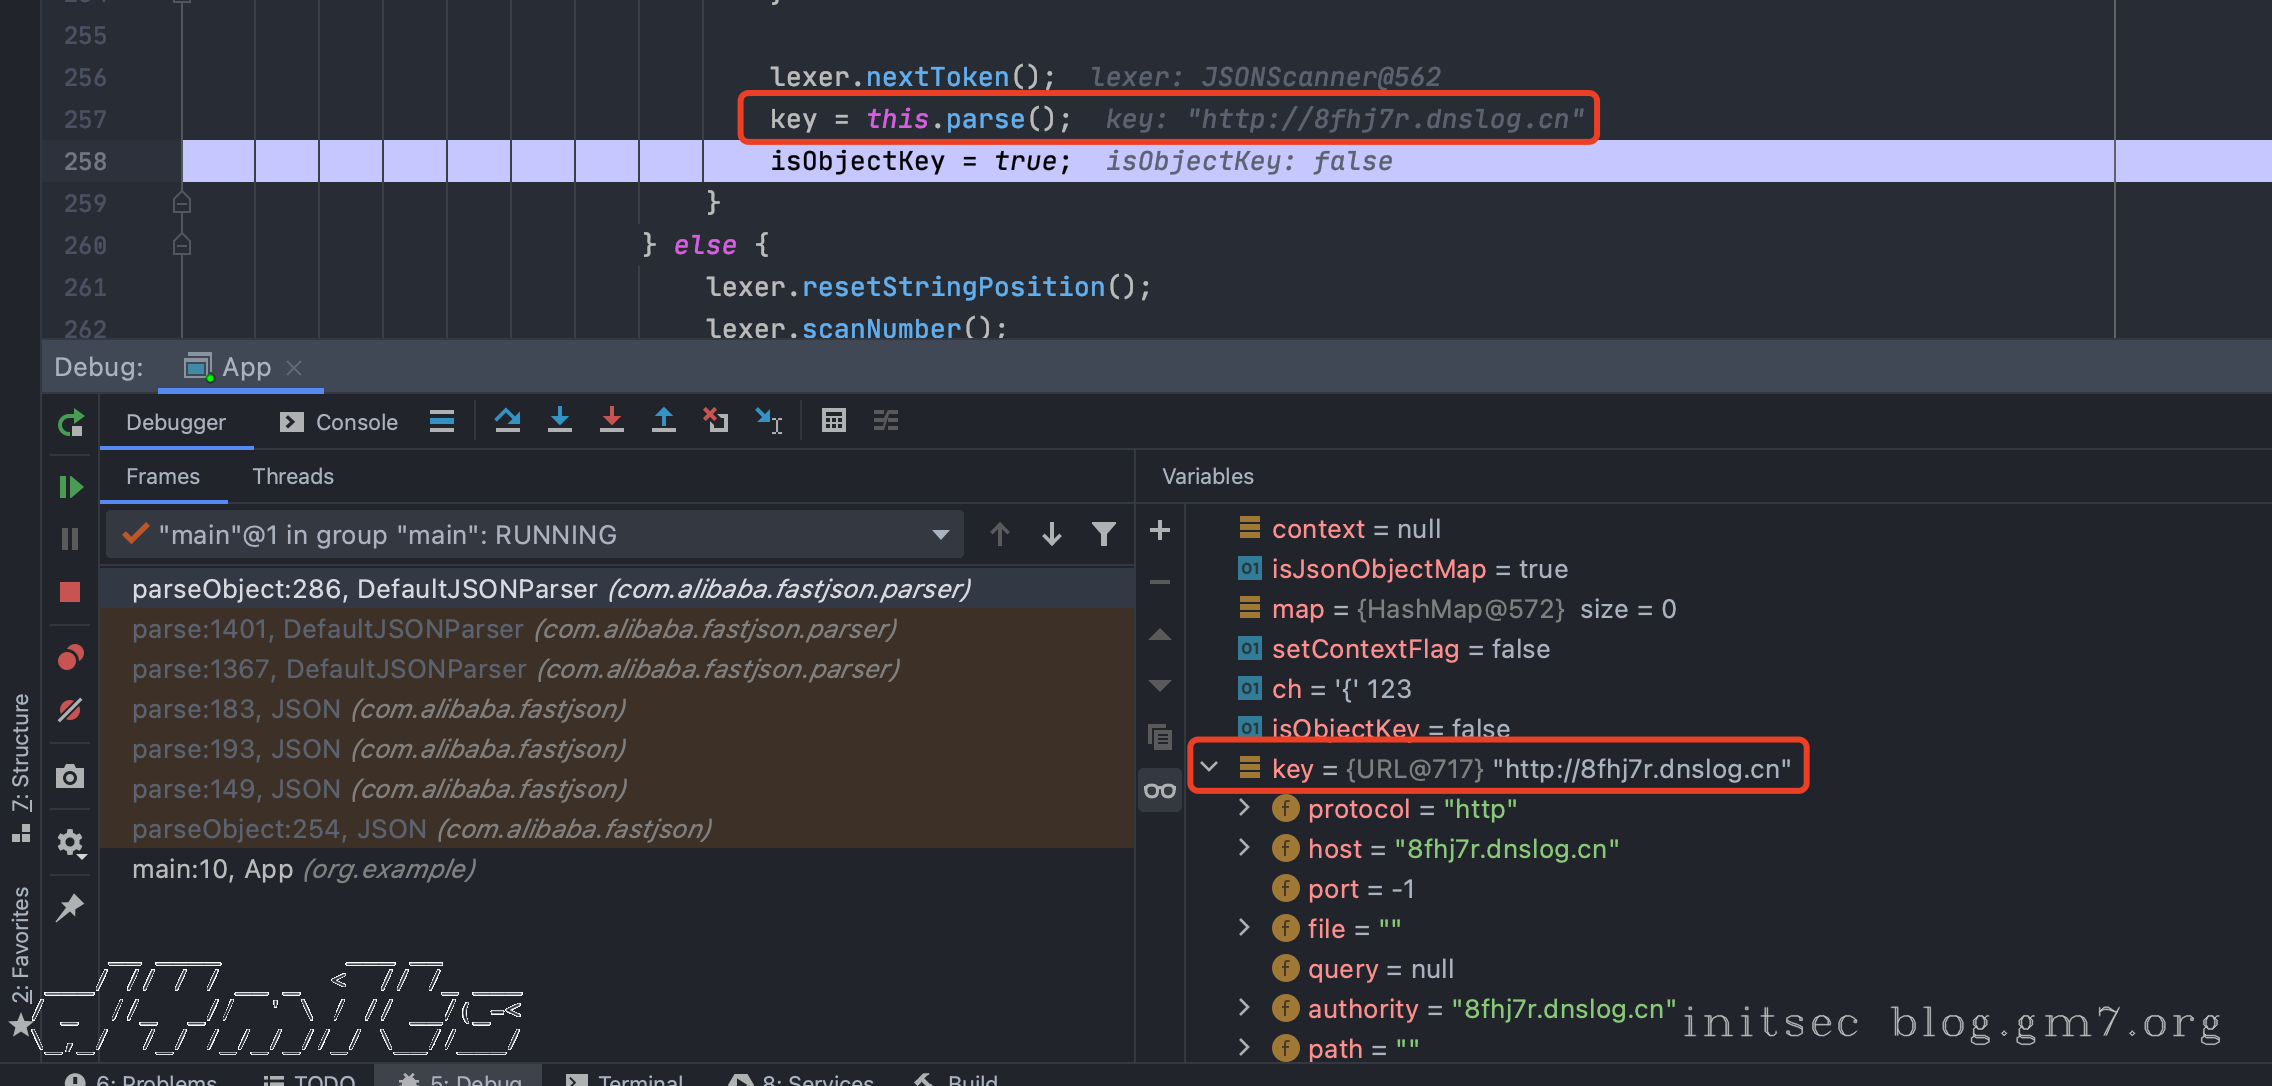 255
256 lexer.nextToken(); lexer: JSONScanner@562
257 key = this.parse(); key: "http://8fhj7r.dnslog.cn"
258 isObjectKey = true; isObjectKey: false
259 }
260 } else {
261 lexer.resetStringPosition();
262 lexer.scanNumber();
Debug: App
Debugger Console
Frames Threads
Variables
"main"@1 in group "main": RUNNING
parseObject:286, DefaultJSONParser (com.alibaba.fastjson.parser)
parse:1401, DefaultJSONParser (com.alibaba.fastjson.parser)
parse:1367, DefaultJSONParser (com.alibaba.fastjson.parser)
parse:183, JSON (com.alibaba.fastjson)
parse:193, JSON (com.alibaba.fastjson)
parse:149, JSON (com.alibaba.fastjson)
parseObject:254, JSON (com.alibaba.fastjson)
main:10, App (org.example)
context = null
01 isJsonObjectMap = true
map = {HashMap@572} size = 0
01 setContextFlag = false
01 ch = '{' 123
01 isObjectKey = false
key = {URL@717} "http://8fhj7r.dnslog.cn"
f protocol = "http"
f host = "8fhj7r.dnslog.cn"
f port = -1
f file = ""
f query = null
f authority = "8fhj7r.dnslog.cn"
f path = ""
7: Structure
2: Favorites
initsec blog.gm7.org
6: Problems TODO 5: Debug Terminal 8: Services Build